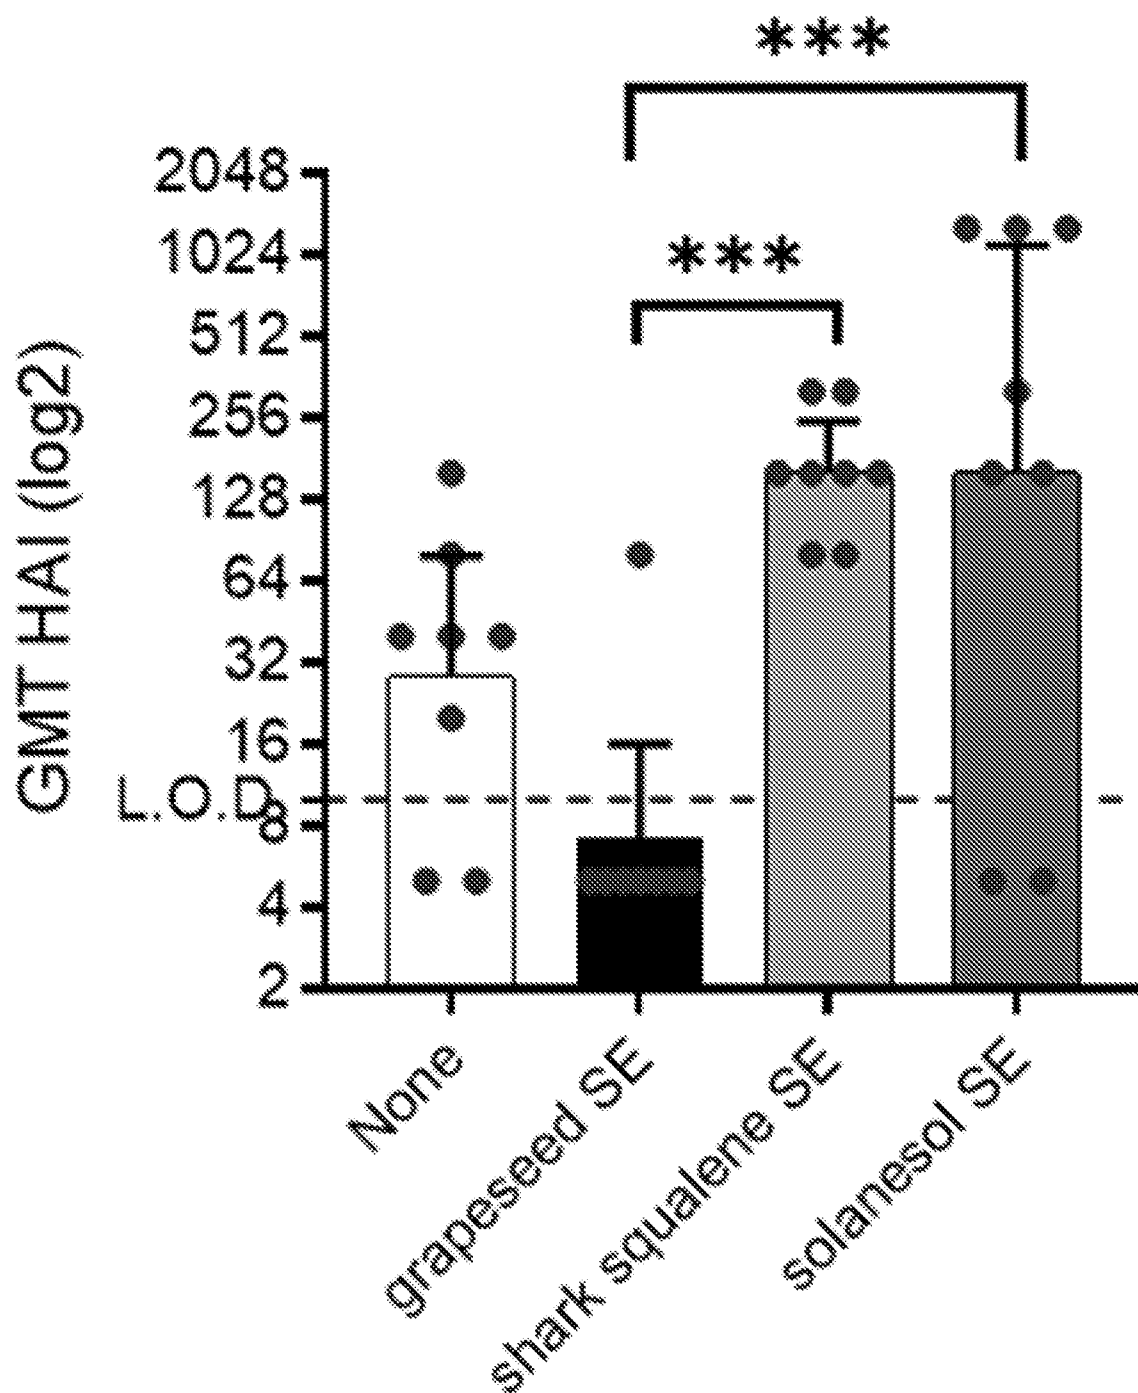 ***
2048
1024
***
512
256
128
64
32
16
L.O.D.
8
4
2
GMT HAI (log2)
None
grapeseed SE
shark squalene SE
solanesol SE